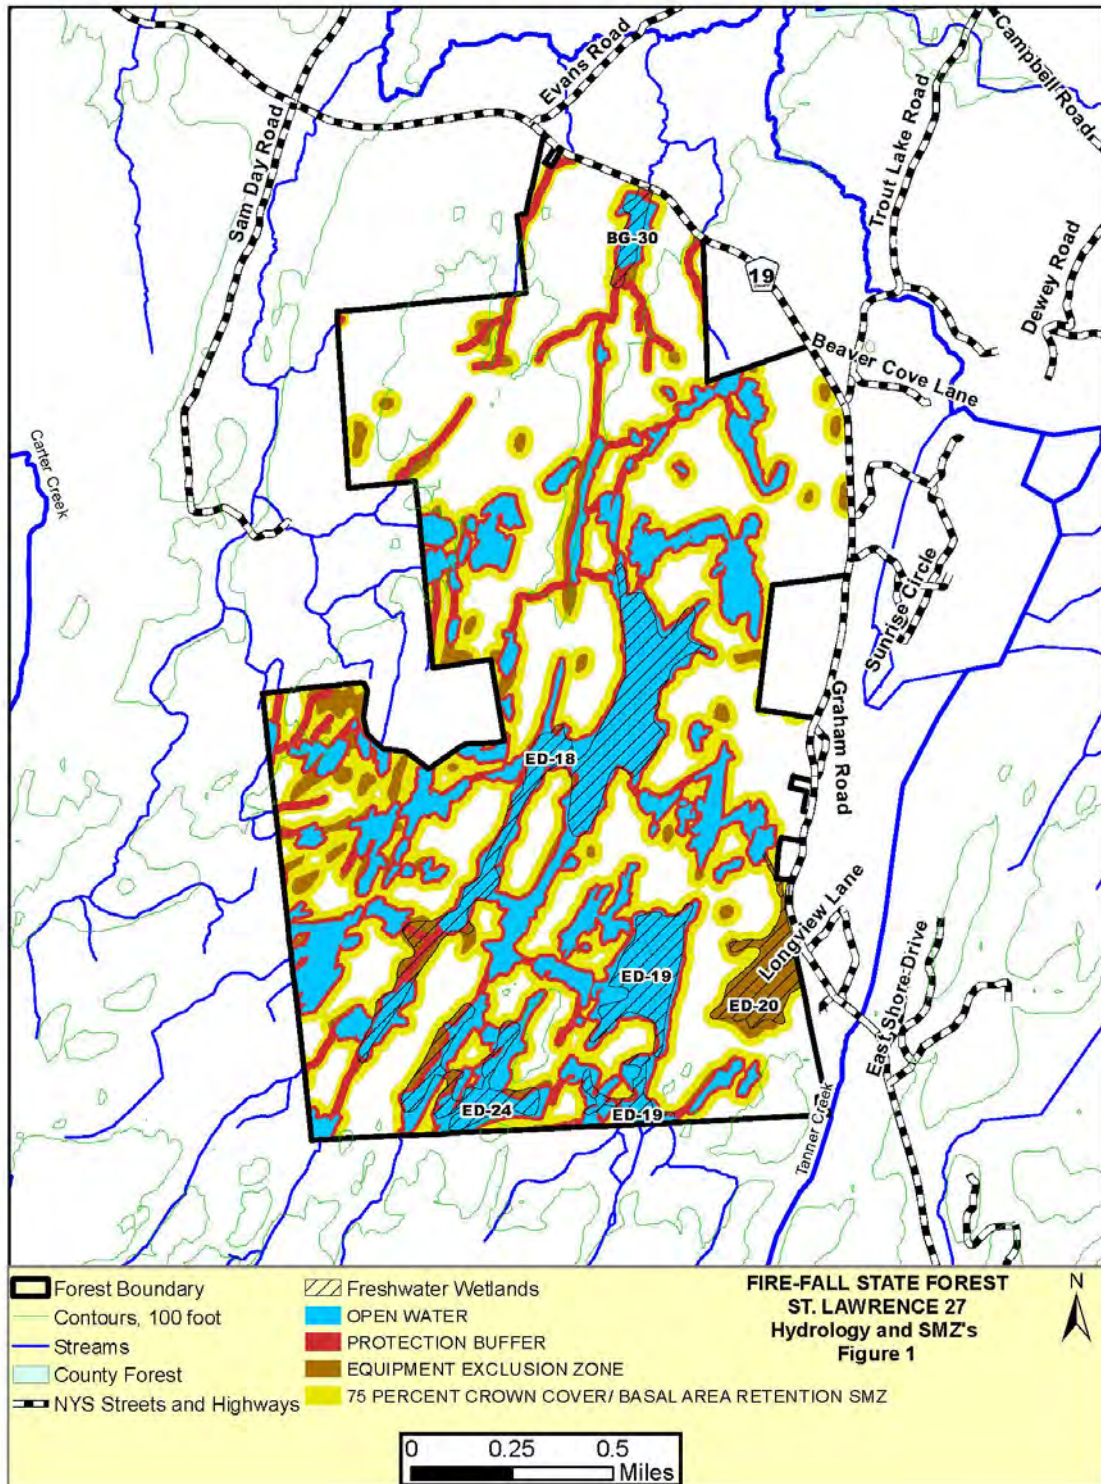 Evans Road
Campbell Road
Sam Day Road
Trout Lake Road
BG-30
19
Dewey Road
Beaver Cove Lane
Carter Creek
Sunrise Circle
Graham Road
ED-18
Longview Lane
ED-19
ED-20
East Shore Drive
ED-24
ED-19
Tanner Creek
Forest Boundary
Contours, 100 foot
Streams
County Forest
NYS Streets and Highways
Freshwater Wetlands
OPEN WATER
PROTECTION BUFFER
EQUIPMENT EXCLUSION ZONE
75 PERCENT CROWN COVER/ BASAL AREA RETENTION SMZ
FIRE-FALL STATE FOREST
ST. LAWRENCE 27
Hydrology and SMZ's
Figure 1
N
0 0.25 0.5
Miles